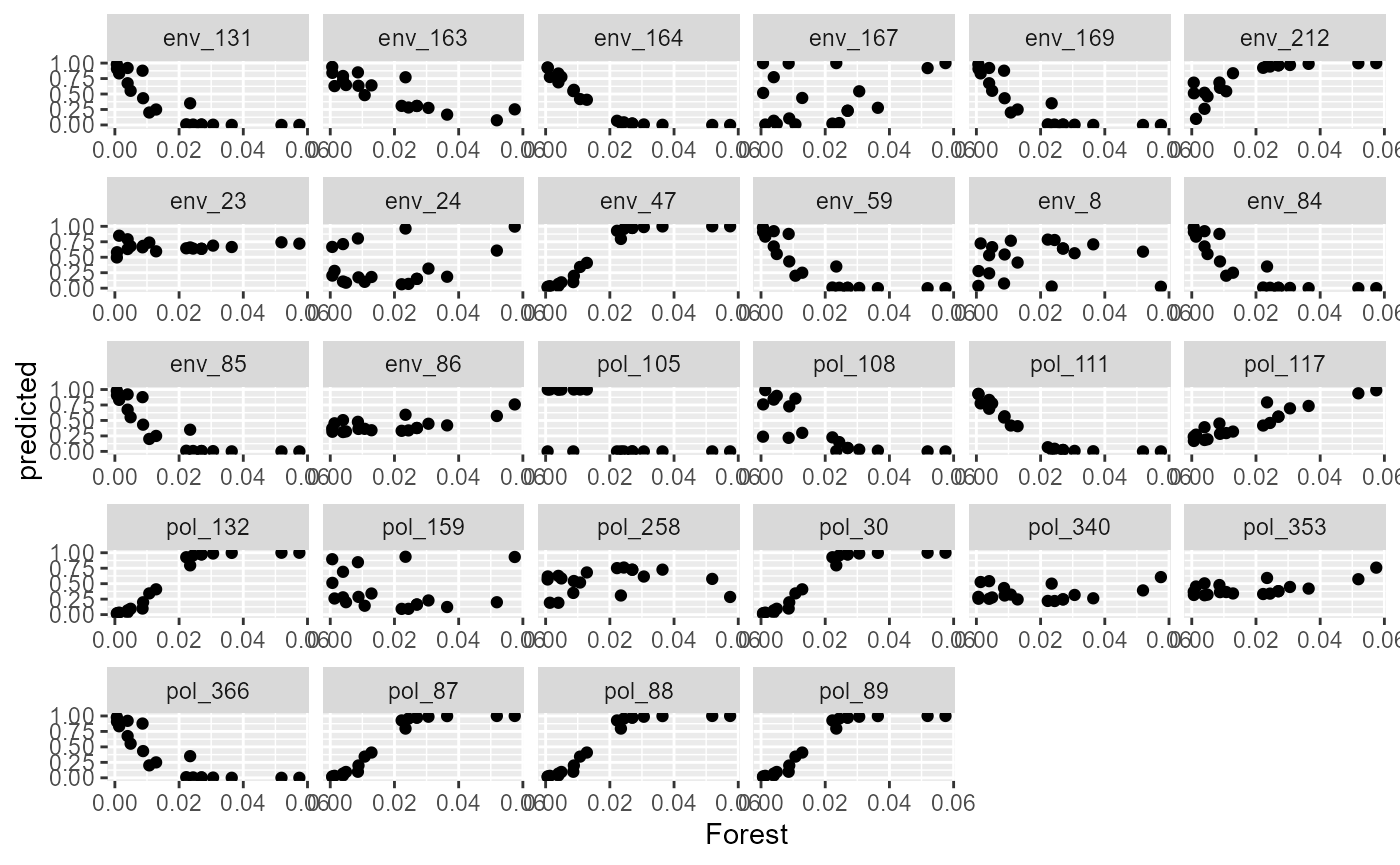 env_131 env_163 env_164 env_167 env_169 env_212
1.00
0.75
0.50
0.25
0.00
0.00 0.02 0.04 0.06 0.00 0.02 0.04 0.06 0.00 0.02 0.04 0.06 0.00 0.02 0.04 0.06 0.00 0.02 0.04 0.06 0.00 0.02 0.04 0.06
env_23 env_24 env_47 env_59 env_8 env_84
1.00
0.75
0.50
0.25
0.00
0.00 0.02 0.04 0.06 0.00 0.02 0.04 0.06 0.00 0.02 0.04 0.06 0.00 0.02 0.04 0.06 0.00 0.02 0.04 0.06 0.00 0.02 0.04 0.06
predicted
env_85 env_86 pol_105 pol_108 pol_111 pol_117
1.00
0.75
0.50
0.25
0.00
0.00 0.02 0.04 0.06 0.00 0.02 0.04 0.06 0.00 0.02 0.04 0.06 0.00 0.02 0.04 0.06 0.00 0.02 0.04 0.06 0.00 0.02 0.04 0.06
pol_132 pol_159 pol_258 pol_30 pol_340 pol_353
1.00
0.75
0.50
0.25
0.00
0.00 0.02 0.04 0.06 0.00 0.02 0.04 0.06 0.00 0.02 0.04 0.06 0.00 0.02 0.04 0.06 0.00 0.02 0.04 0.06 0.00 0.02 0.04 0.06
pol_366 pol_87 pol_88 pol_89
1.00
0.75
0.50
0.25
0.00
0.00 0.02 0.04 0.06 0.00 0.02 0.04 0.06 0.00 0.02 0.04 0.06 0.00 0.02 0.04 0.06
Forest